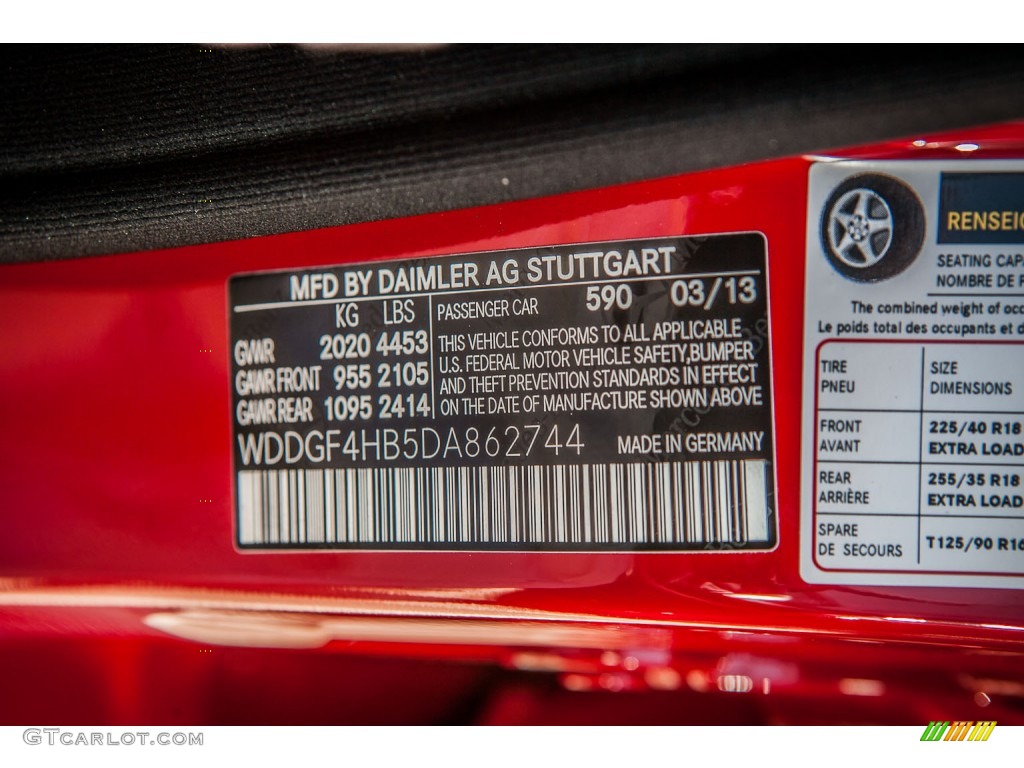 MFD BY DAIMLER AG STUTTGART
KG LBS
GVWR 2020 4453
GAWR FRONT 955 2105
GAWR REAR 1095 2414
PASSENGER CAR 590 03/13
THIS VEHICLE CONFORMS TO ALL APPLICABLE
U.S. FEDERAL MOTOR VEHICLE SAFETY,BUMPER
AND THEFT PREVENTION STANDARDS IN EFFECT
ON THE DATE OF MANUFACTURE SHOWN ABOVE
WDDGF4HB5DA862744 MADE IN GERMANY
RENSEIG
SEATING CAPA
NOMBRE DE P
The combined weight of occ
Le poids total des occupants et d
TIRE SIZE
PNEU DIMENSIONS
FRONT 225/40 R18
AVANT EXTRA LOAD
REAR 255/35 R18
ARRIÈRE EXTRA LOAD
SPARE T125/90 R16
DE SECOURS
GTCARLOT.COM